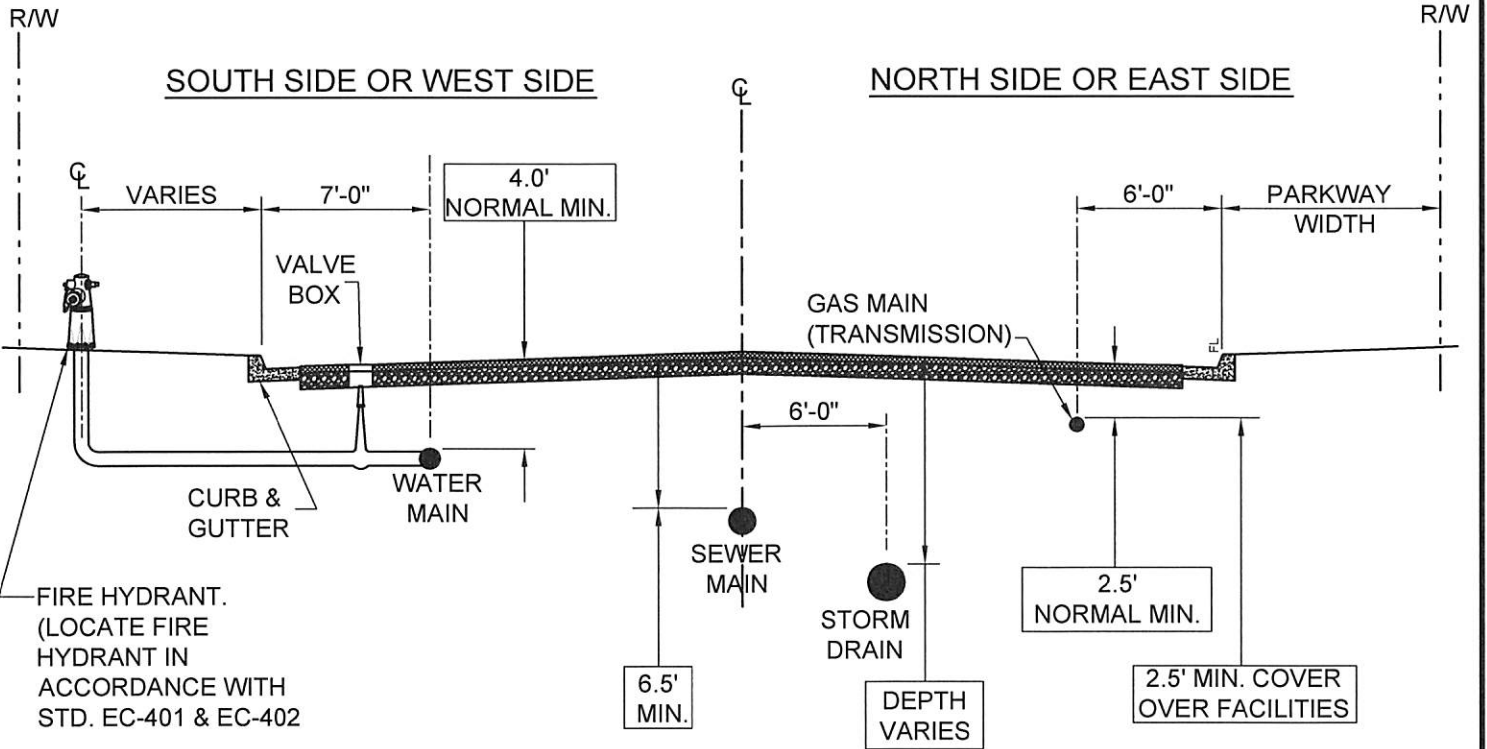 R/W
R/W
SOUTH SIDE OR WEST SIDE
NORTH SIDE OR EAST SIDE
℄
℄
VARIES
7'-0"
4.0'
NORMAL MIN.
6'-0"
PARKWAY
WIDTH
VALVE
BOX
GAS MAIN
(TRANSMISSION)
FL
6'-0"
WATER
MAIN
CURB &
GUTTER
SEWER
MAIN
STORM
DRAIN
2.5'
NORMAL MIN.
FIRE HYDRANT.
(LOCATE FIRE
HYDRANT IN
ACCORDANCE WITH
STD. EC-401 & EC-402
6.5'
MIN.
DEPTH
VARIES
2.5' MIN. COVER
OVER FACILITIES